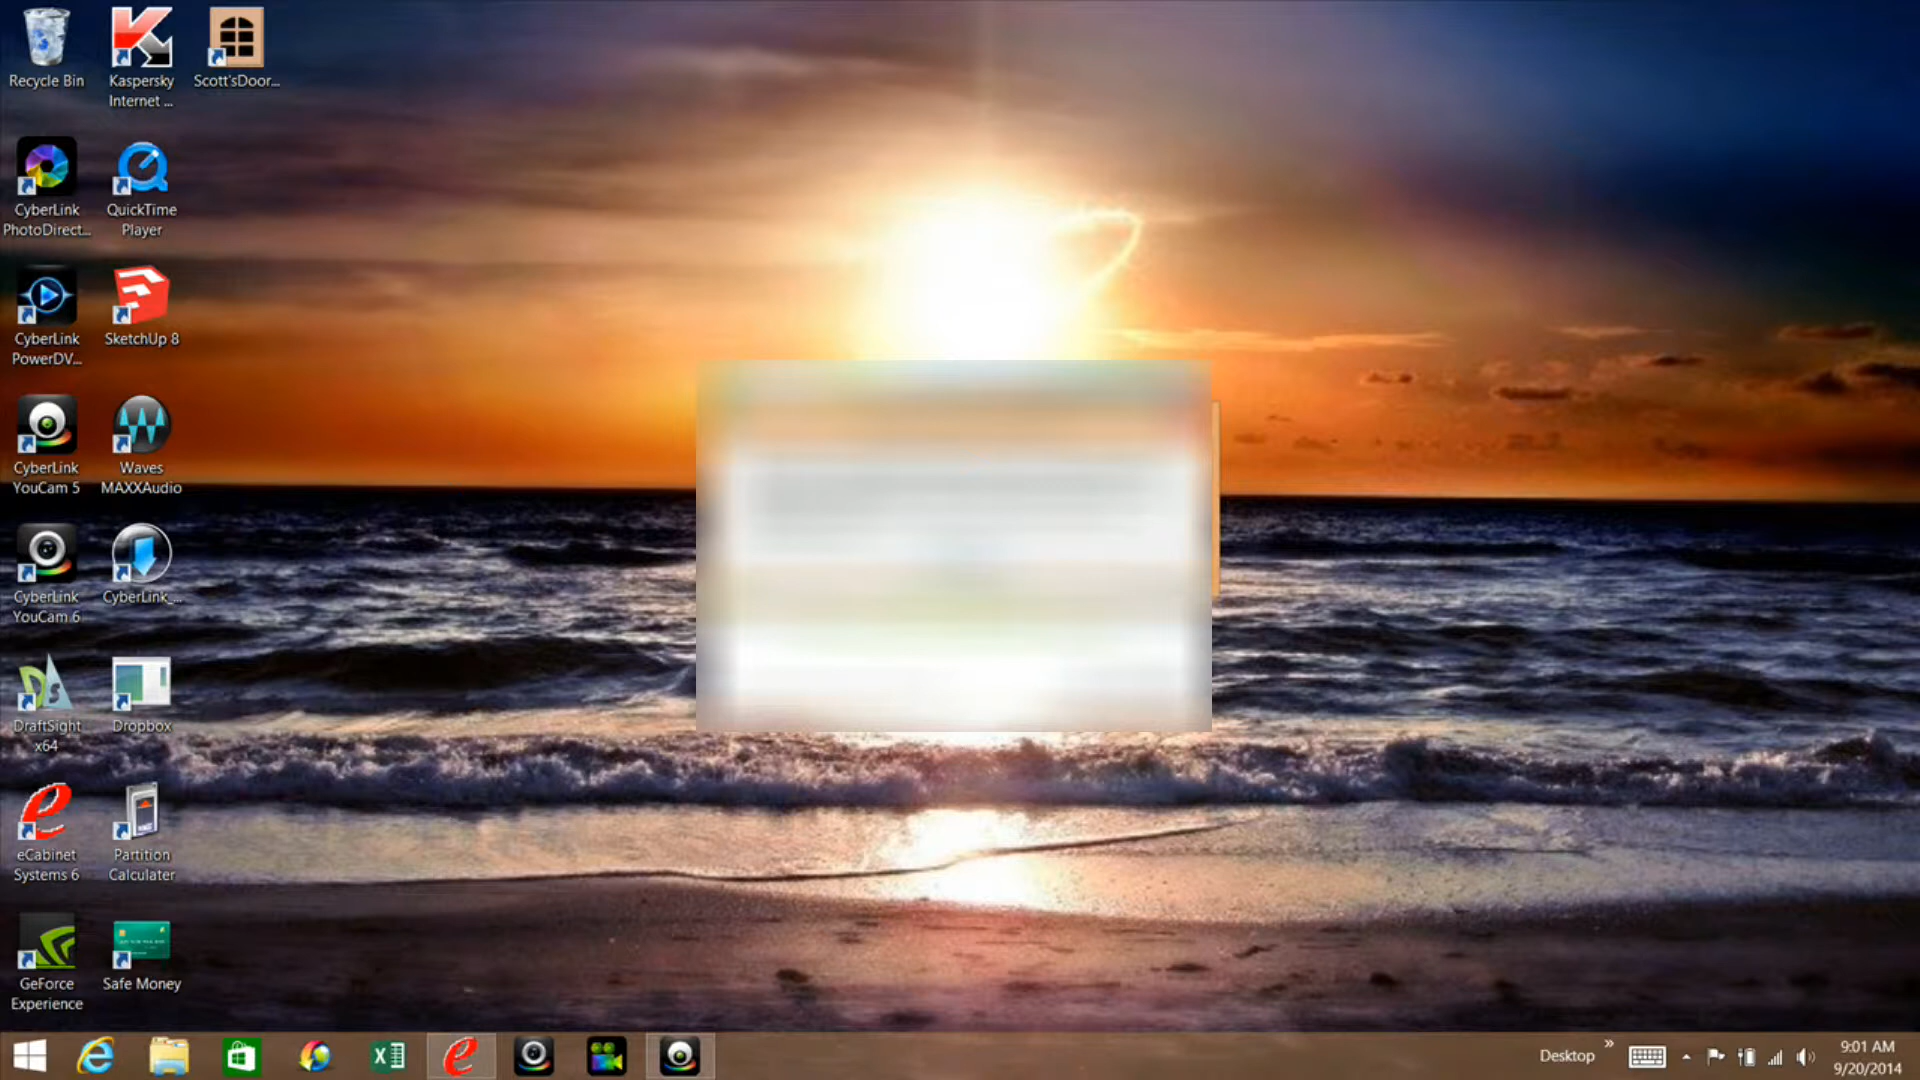 Recycle Bin
Kaspersky
Internet ...
Scott'sDoor...
CyberLink
PhotoDirect...
QuickTime
Player
CyberLink
PowerDV...
SketchUp 8
CyberLink
YouCam 5
Waves
MAXXAudio
CyberLink
YouCam 6
CyberLink_...
DraftSight
x64
Dropbox
eCabinet
Systems 6
Partition
Calculater
GeForce
Experience
Safe Money
Desktop
9:01 AM
9/20/2014